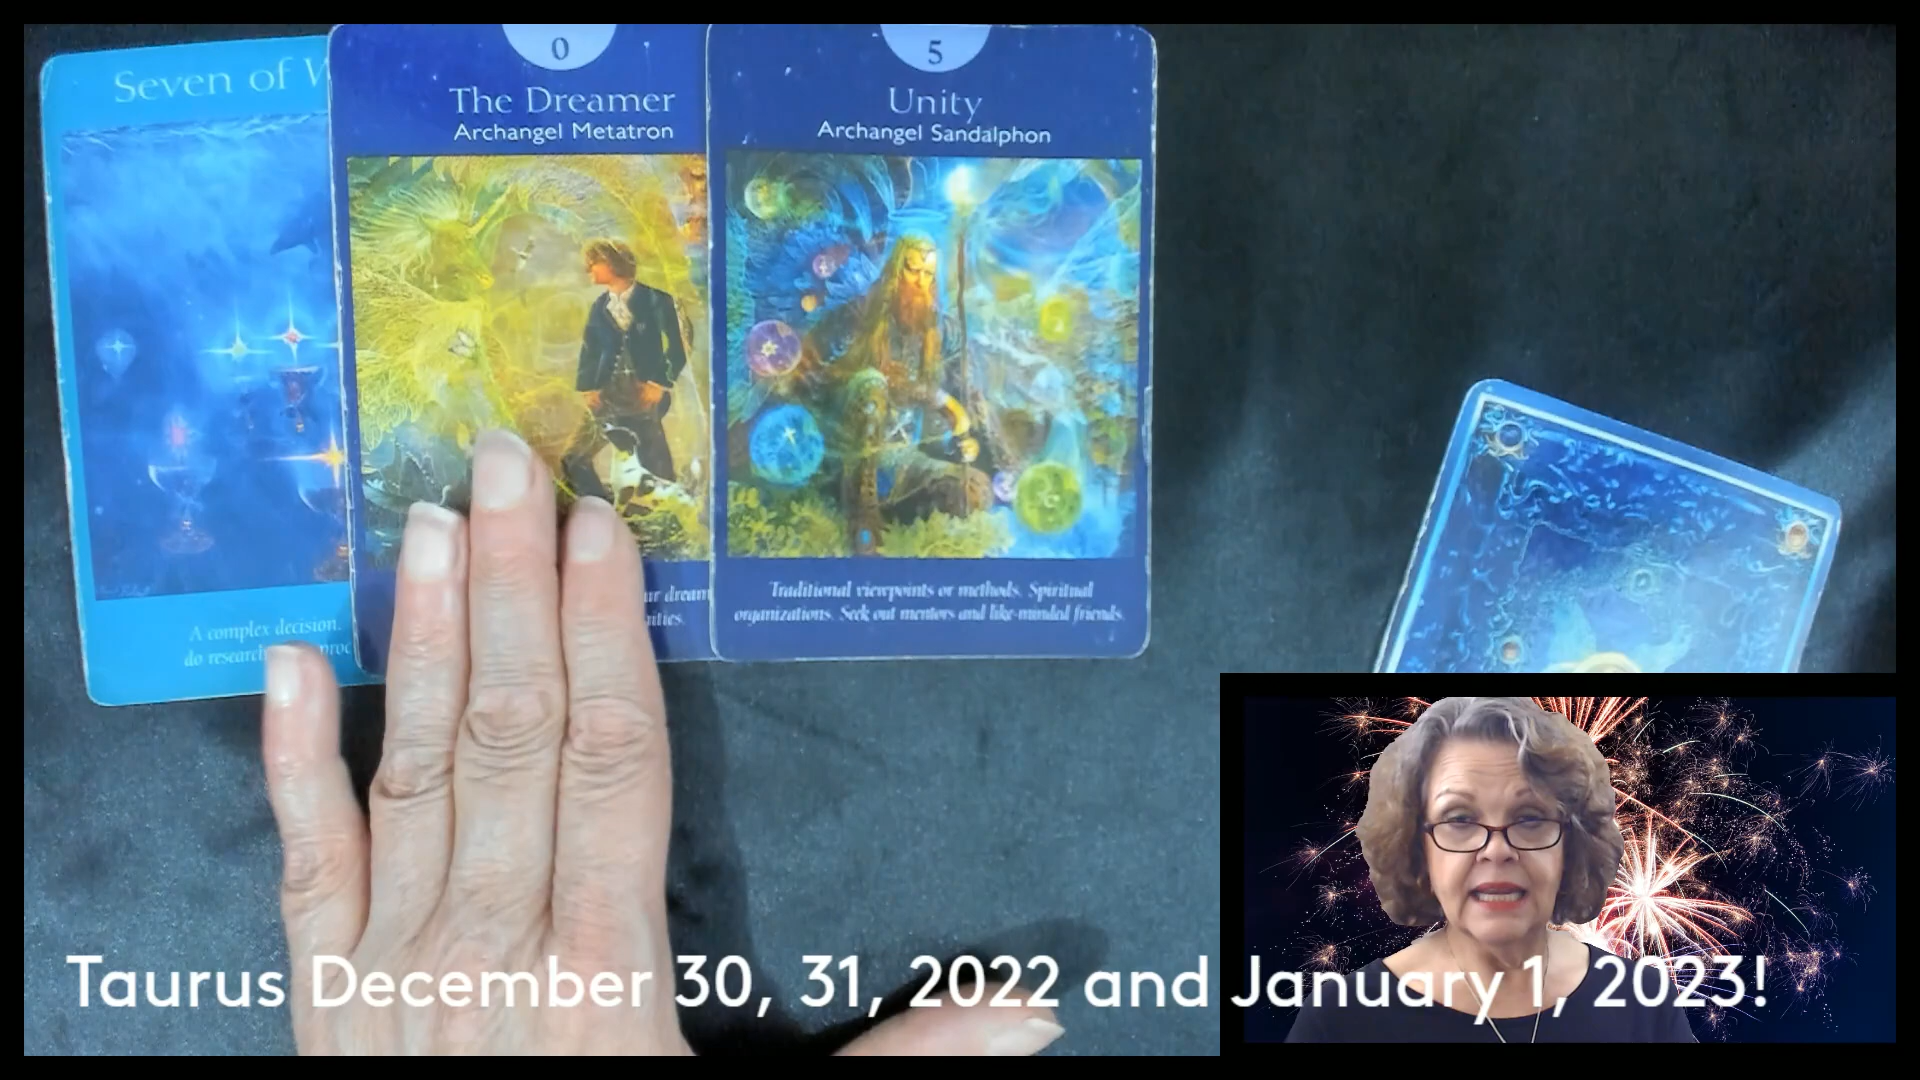 Seven of
0
The Dreamer
Archangel Metatron
5
Unity
Archangel Sandalphon
Traditional viewpoints or methods. Spiritual
organizations. Seek out mentors and like-minded friends.
A complex decision.
do research
Taurus December 30, 31, 2022 and January 1, 2023!